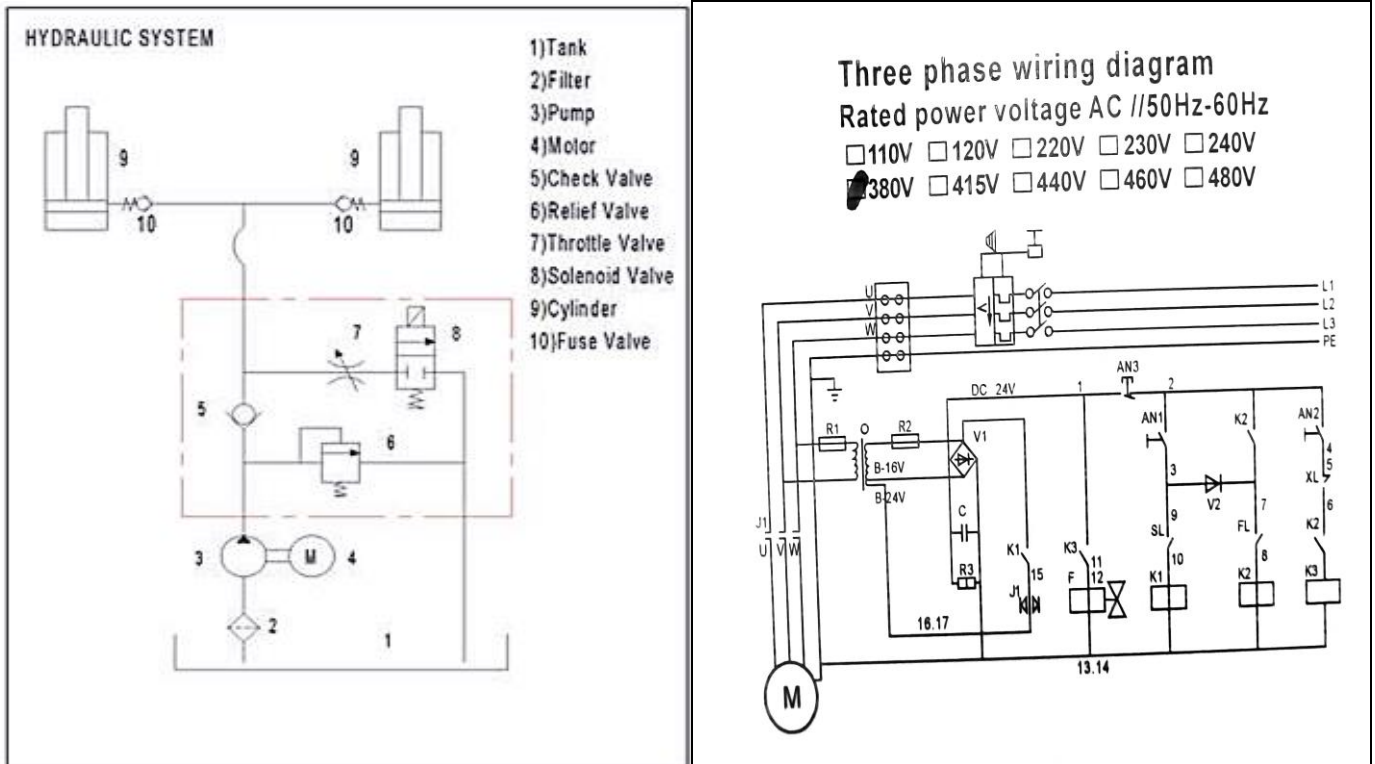 HYDRAULIC SYSTEM
1)Tank
2)Filter
3)Pump
4)Motor
5)Check Valve
6)Relief Valve
7)Throttle Valve
8)Solenoid Valve
9)Cylinder
10)Fuse Valve
9
9
10
10
7
8
5
6
3
M
4
2
1
Three phase wiring diagram
Rated power voltage AC //50Hz-60Hz
110V 120V 220V 230V 240V
380V 415V 440V 460V 480V
U
V
W
L1
L2
L3
PE
AN3
DC 24V
1
2
R1
O
R2
V1
AN1
K2
AN2
4
5
B-16V
3
XL
B-24V
V2
6
C
9
7
J1
U V W
K1
K3
11
SL
10
FL
8
K2
R3
15
J1
F
12
K1
K2
K3
16.17
13.14
M